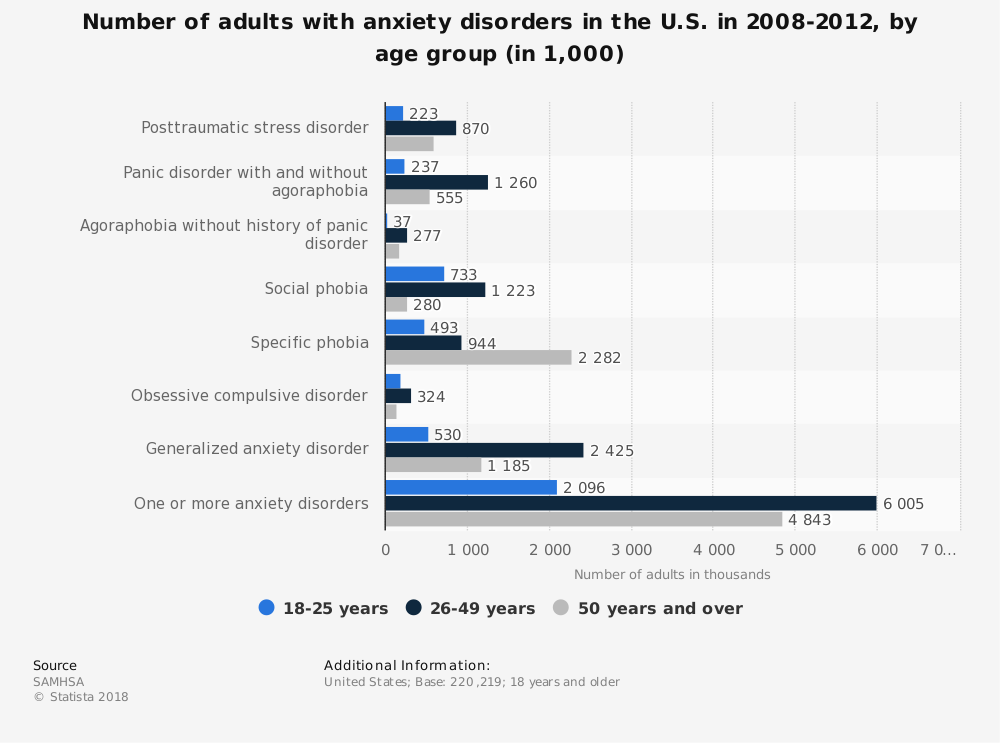 Number of adults with anxiety disorders in the U.S. in 2008-2012, by
age group (in 1,000)
Posttraumatic stress disorder
223
870
Panic disorder with and without
agoraphobia
237
1 260
555
Agoraphobia without history of panic
disorder
37
277
Social phobia
733
1 223
280
Specific phobia
493
944
2 282
Obsessive compulsive disorder
324
Generalized anxiety disorder
530
2 425
1 185
One or more anxiety disorders
2 096
6 005
4 843
0 1 000 2 000 3 000 4 000 5 000 6 000 7 0…
Number of adults in thousands
18-25 years 26-49 years 50 years and over
Source
SAMHSA
© Statista 2018
Additional Information:
United States; Base: 220,219; 18 years and older